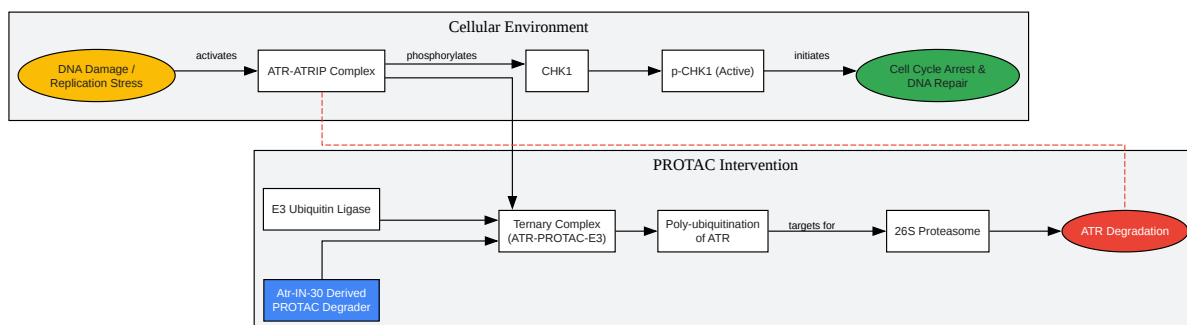 Cellular Environment
DNA Damage /
Replication Stress
activates
ATR-ATRIP Complex
phosphorylates
CHK1
p-CHK1 (Active)
initiates
Cell Cycle Arrest &
DNA Repair
PROTAC Intervention
E3 Ubiquitin Ligase
Atr-IN-30 Derived
PROTAC Degrader
Ternary Complex
(ATR-PROTAC-E3)
Poly-ubiquitination
of ATR
targets for
26S Proteasome
ATR Degradation